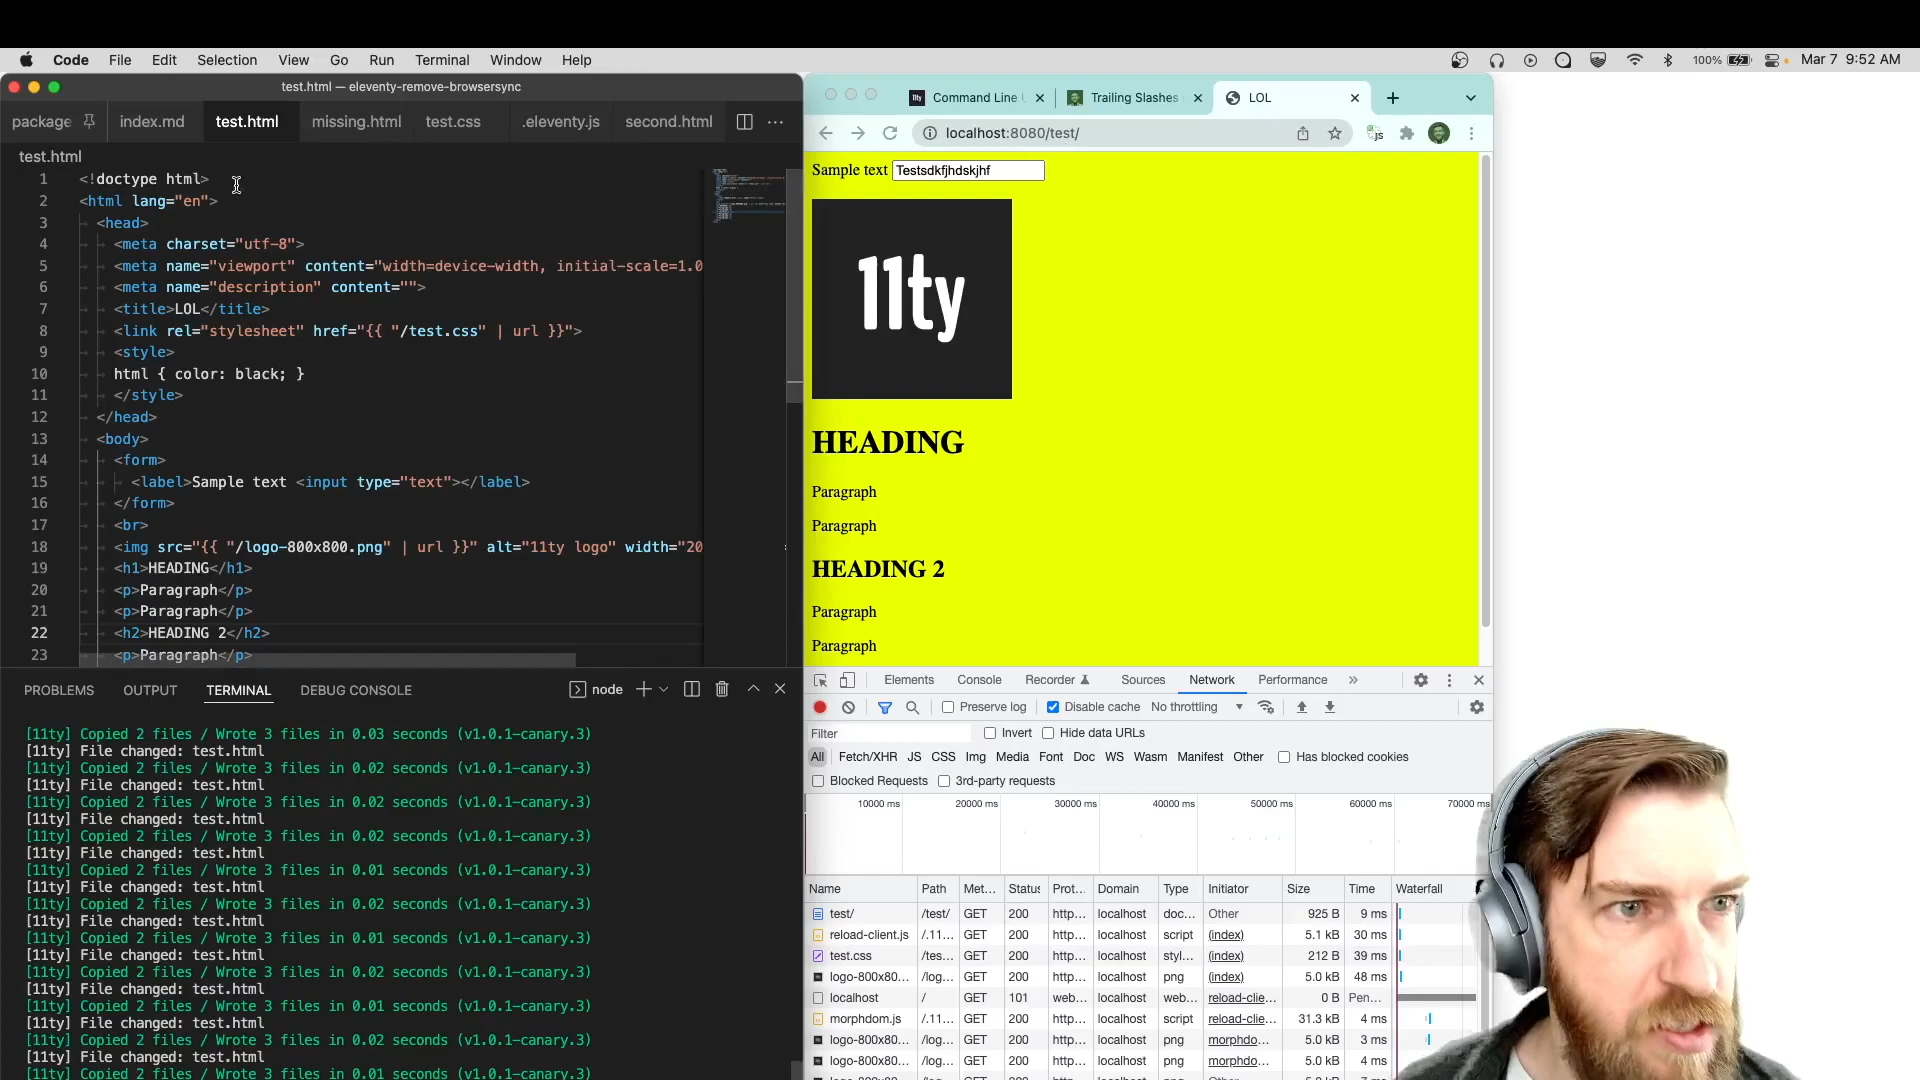 Code File Edit Selection View Go Run Terminal Window Help
100% Mar 7 9:52 AM
test.html — eleventy-remove-browsersync
package index.md test.html missing.html test.css .eleventy.js second.html
test.html
1 <!doctype html>
2 <html lang="en">
3 <head>
4 <meta charset="utf-8">
5 <meta name="viewport" content="width=device-width, initial-scale=1.0
6 <meta name="description" content="">
7 <title>LOL</title>
8 <link rel="stylesheet" href="{{ "/test.css" | url }}">
9 <style>
10 html { color: black; }
11 </style>
12 </head>
13 <body>
14 <form>
15 <label>Sample text <input type="text"></label>
16 </form>
17 <br>
18 <img src="{{ "/logo-800x800.png" | url }}" alt="11ty logo" width="20
19 <h1>HEADING</h1>
20 <p>Paragraph</p>
21 <p>Paragraph</p>
22 <h2>HEADING 2</h2>
23 <p>Paragraph</p>
PROBLEMS OUTPUT TERMINAL DEBUG CONSOLE node
[11ty] Copied 2 files / Wrote 3 files in 0.03 seconds (v1.0.1-canary.3)
[11ty] File changed: test.html
[11ty] Copied 2 files / Wrote 3 files in 0.02 seconds (v1.0.1-canary.3)
[11ty] File changed: test.html
[11ty] Copied 2 files / Wrote 3 files in 0.02 seconds (v1.0.1-canary.3)
[11ty] File changed: test.html
[11ty] Copied 2 files / Wrote 3 files in 0.02 seconds (v1.0.1-canary.3)
[11ty] File changed: test.html
[11ty] Copied 2 files / Wrote 3 files in 0.01 seconds (v1.0.1-canary.3)
[11ty] File changed: test.html
[11ty] Copied 2 files / Wrote 3 files in 0.02 seconds (v1.0.1-canary.3)
[11ty] File changed: test.html
[11ty] Copied 2 files / Wrote 3 files in 0.01 seconds (v1.0.1-canary.3)
[11ty] File changed: test.html
[11ty] Copied 2 files / Wrote 3 files in 0.02 seconds (v1.0.1-canary.3)
[11ty] File changed: test.html
[11ty] Copied 2 files / Wrote 3 files in 0.01 seconds (v1.0.1-canary.3)
[11ty] File changed: test.html
[11ty] Copied 2 files / Wrote 3 files in 0.02 seconds (v1.0.1-canary.3)
[11ty] File changed: test.html
[11ty] Copied 2 files / Wrote 3 files in 0.01 seconds (v1.0.1-canary.3)
11ty Command Line Trailing Slashes LOL
localhost:8080/test/
Sample text Testsdkfjhdskjhf
11ty
HEADING
Paragraph
Paragraph
HEADING 2
Paragraph
Paragraph
Elements Console Recorder Sources Network Performance
Preserve log Disable cache No throttling
Filter Invert Hide data URLs
All Fetch/XHR JS CSS Img Media Font Doc WS Wasm Manifest Other Has blocked cookies
Blocked Requests 3rd-party requests
10000 ms 20000 ms 30000 ms 40000 ms 50000 ms 60000 ms 70000 ms
Name Path Met... Status Prot... Domain Type Initiator Size Time Waterfall
test/ /test/ GET 200 http... localhost doc... Other 925 B 9 ms
reload-client.js /.11... GET 200 http... localhost script (index) 5.1 kB 30 ms
test.css /tes... GET 200 http... localhost styl... (index) 212 B 39 ms
logo-800x80... /log... GET 200 http... localhost png (index) 5.0 kB 48 ms
localhost / GET 101 web... localhost web... reload-clie... 0 B Pen...
morphdom.js /.11... GET 200 http... localhost script reload-clie... 31.3 kB 4 ms
logo-800x80... /log... GET 200 http... localhost png morphdo... 5.0 kB 3 ms
logo-800x80... /log... GET 200 http... localhost png morphdo... 5.0 kB 4 ms